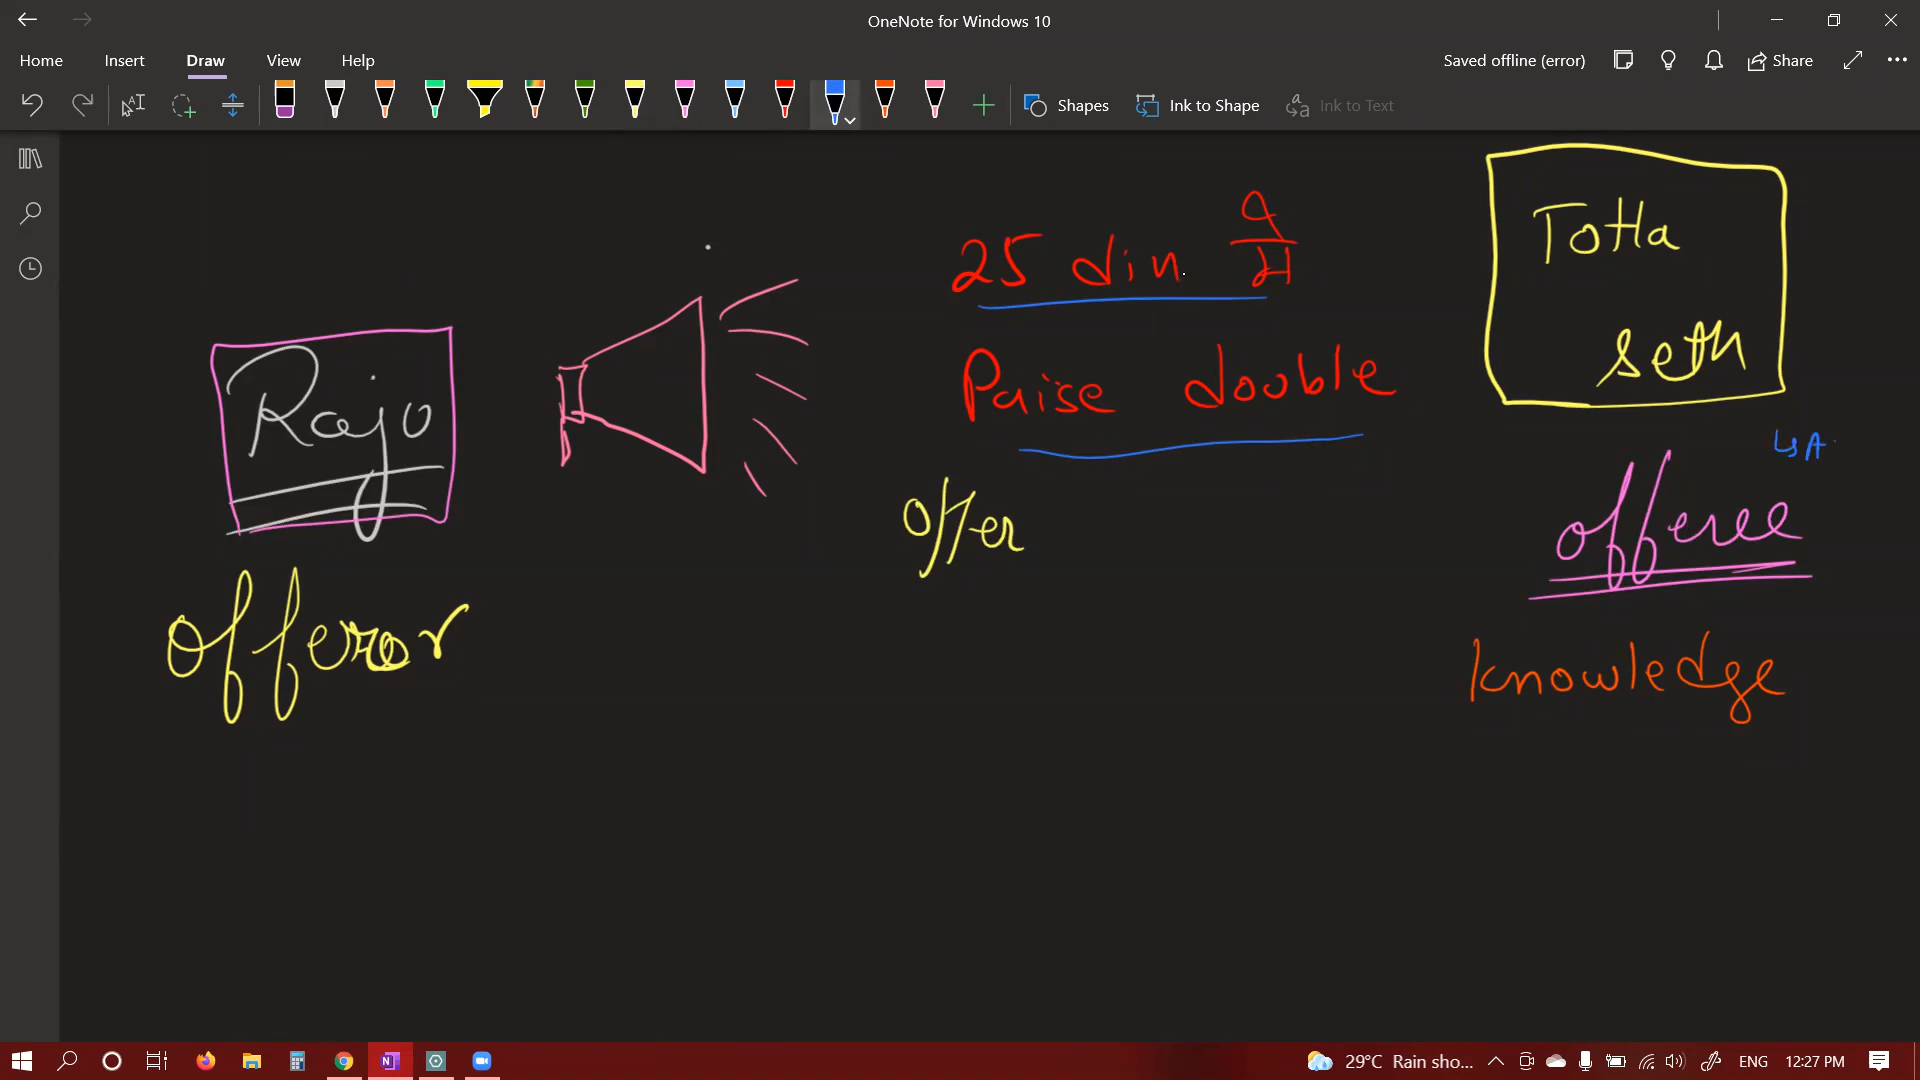 OneNote for Windows 10
Home Insert Draw View Help
Saved offline (error) Share
Shapes Ink to Shape Ink to Text
25 din
Paise double
Totla
Seth
Rajo
↳ A
offer
offeree
offeror
knowledge
29°C Rain sho... ENG 12:27 PM